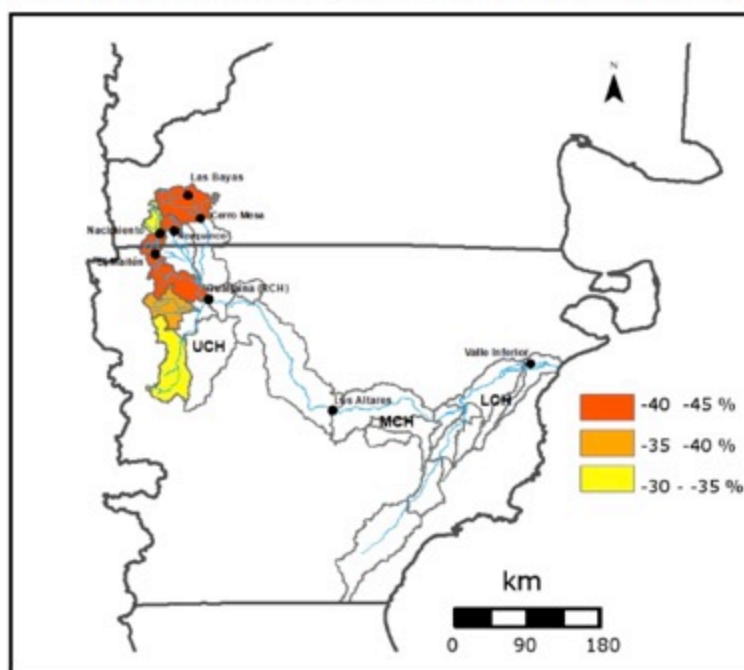 N
Las Bayas
Cerro Mesa
Nacimiento
(RCH)
UCH
Valle Inferior
LCH
Los Altares
MCH
-40 -45 %
-35 -40 %
-30 - -35 %
km
0 90 180